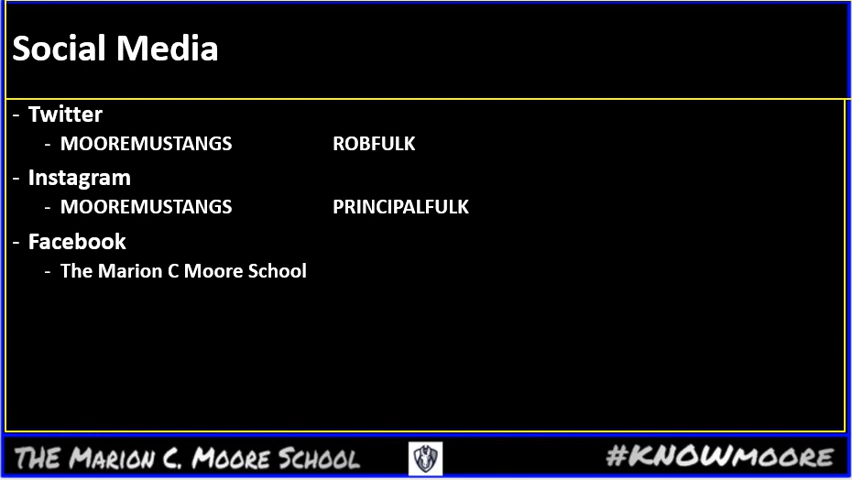 Social Media
- Twitter
- MOOREMUSTANGS ROBFULK
- Instagram
- MOOREMUSTANGS PRINCIPALFULK
- Facebook
- The Marion C Moore School
THE MARION C. MOORE SCHOOL #KNOWMOORE